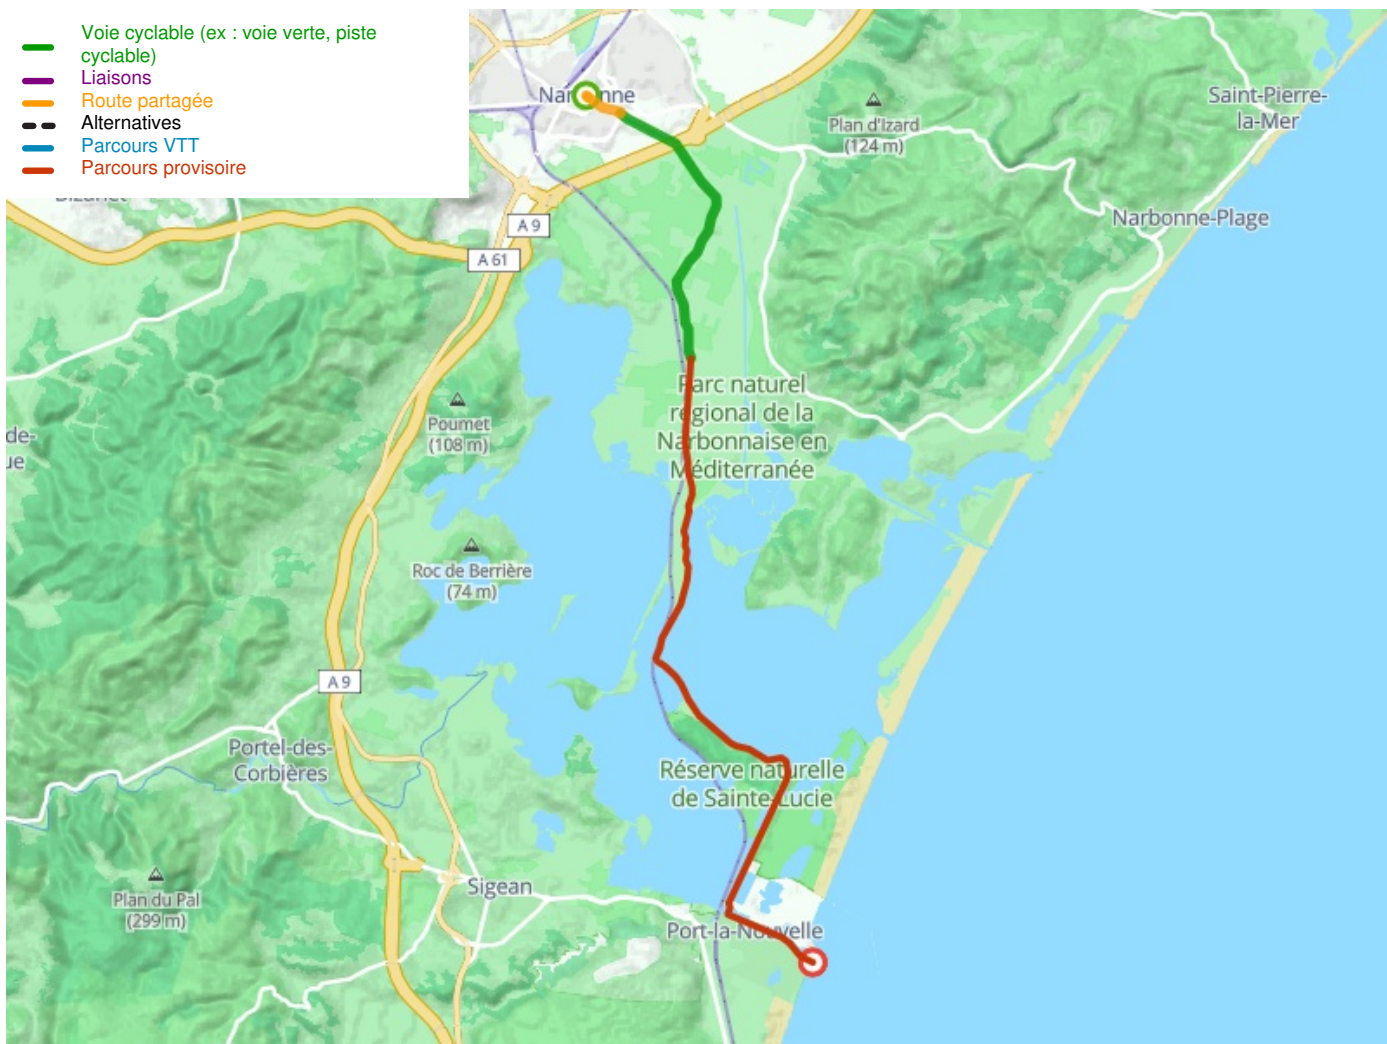 Voie cyclable (ex : voie verte, piste
cyclable)
Liaisons
Route partagée
Alternatives
Parcours VTT
Parcours provisoire
Narbonne
Saint-Pierre-
la-Mer
Plan d'Izard
(124 m)
Narbonne-Plage
A 9
A 61
Parc naturel
régional de la
Narbonnaise en
Méditerranée
Poumet
(108 m)
de-
ue
Roc de Berrière
(74 m)
A 9
Portel-des-
Corbières
Réserve naturelle
de Sainte-Lucie
Plan du Pal
(299 m)
Sigean
Port-la-Nouvelle